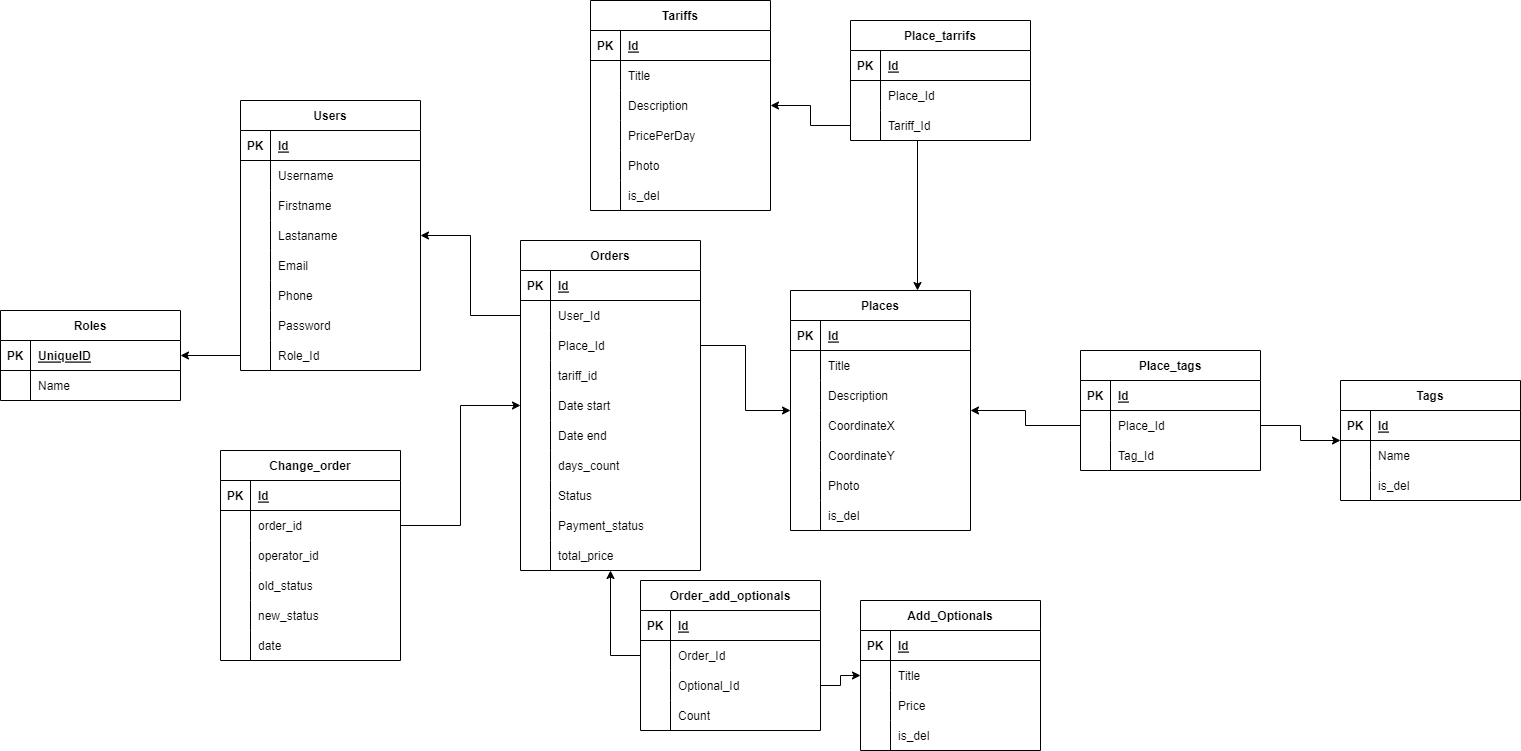 Tariffs
PK Id
Title
Description
PricePerDay
Photo
is_del
Place_tarrifs
PK Id
Place_Id
Tariff_Id
Users
PK Id
Username
Firstname
Lastaname
Email
Phone
Password
Role_Id
Roles
PK UniqueID
Name
Orders
PK Id
User_Id
Place_Id
tariff_id
Date start
Date end
days_count
Status
Payment_status
total_price
Places
PK Id
Title
Description
CoordinateX
CoordinateY
Photo
is_del
Place_tags
PK Id
Place_Id
Tag_Id
Tags
PK Id
Name
is_del
Change_order
PK Id
order_id
operator_id
old_status
new_status
date
Order_add_optionals
PK Id
Order_Id
Optional_Id
Count
Add_Optionals
PK Id
Title
Price
is_del